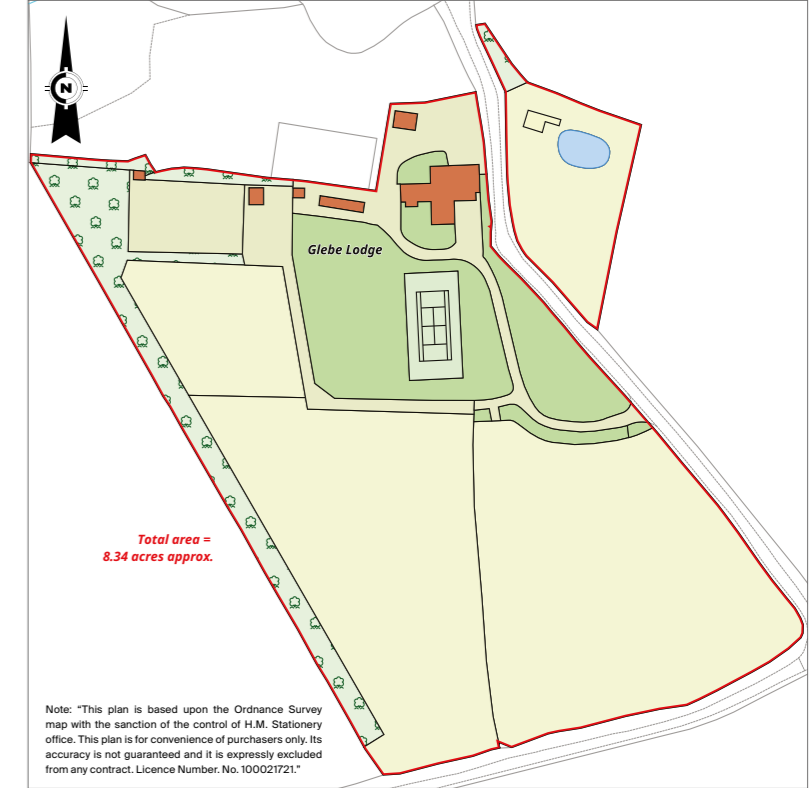 N
Glebe Lodge
Total area =
8.34 acres approx.
Note: “This plan is based upon the Ordnance Survey
map with the sanction of the control of H.M. Stationery
office. This plan is for convenience of purchasers only. Its
accuracy is not guaranteed and it is expressly excluded
from any contract. Licence Number. No. 100021721.”